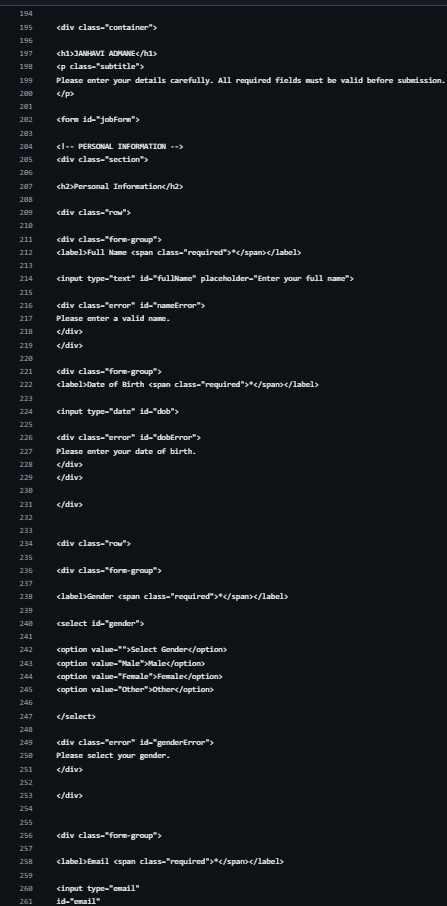 194
195 <div class="container">
196
197 <h1>JANHAVI ADMANE</h1>
198 <p class="subtitle">
199 Please enter your details carefully. All required fields must be valid before submission.
200 </p>
201
202 <form id="jobForm">
203
204 <!-- PERSONAL INFORMATION -->
205 <div class="section">
206
207 <h2>Personal Information</h2>
208
209 <div class="row">
210
211 <div class="form-group">
212 <label>Full Name <span class="required">*</span></label>
213
214 <input type="text" id="fullName" placeholder="Enter your full name">
215
216 <div class="error" id="nameError">
217 Please enter a valid name.
218 </div>
219 </div>
220
221 <div class="form-group">
222 <label>Date of Birth <span class="required">*</span></label>
223
224 <input type="date" id="dob">
225
226 <div class="error" id="dobError">
227 Please enter your date of birth.
228 </div>
229 </div>
230
231 </div>
232
233
234 <div class="row">
235
236 <div class="form-group">
237
238 <label>Gender <span class="required">*</span></label>
239
240 <select id="gender">
241
242 <option value="">Select Gender</option>
243 <option value="Male">Male</option>
244 <option value="Female">Female</option>
245 <option value="Other">Other</option>
246
247 </select>
248
249 <div class="error" id="genderError">
250 Please select your gender.
251 </div>
252
253 </div>
254
255
256 <div class="form-group">
257
258 <label>Email <span class="required">*</span></label>
259
260 <input type="email"
261 id="email"